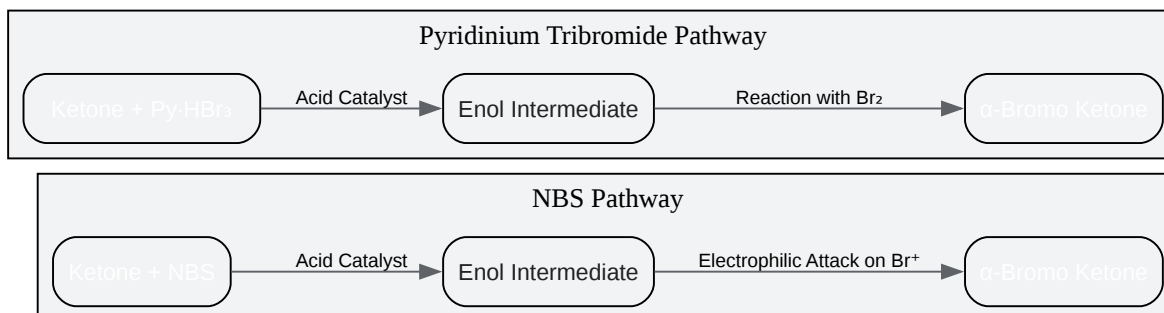 Pyridinium Tribromide Pathway
Ketone + Py·HBr₃
Acid Catalyst
Enol Intermediate
Reaction with Br₂
α-Bromo Ketone
NBS Pathway
Ketone + NBS
Acid Catalyst
Enol Intermediate
Electrophilic Attack on Br⁺
α-Bromo Ketone